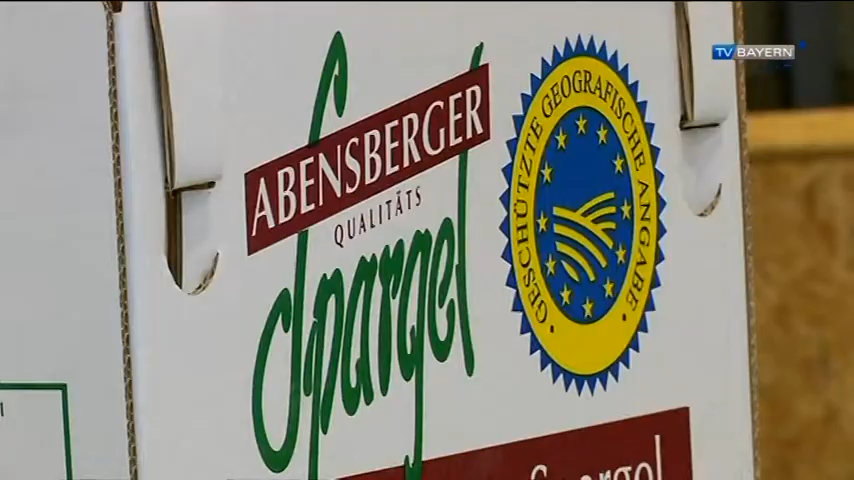 TV BAYERN
ABENSBERGER
QUALITÄTS
Spargel
GESCHÜTZTE GEOGRAFISCHE ANGABE